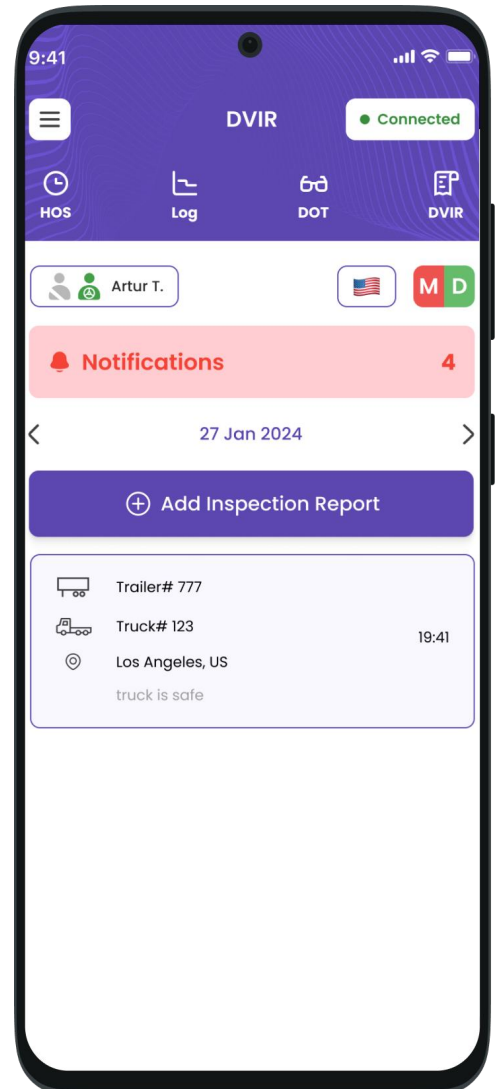 9:41
DVIR
Connected
HOS Log DOT DVIR
Artur T.
M D
Notifications 4
27 Jan 2024
Add Inspection Report
Trailer# 777
Truck# 123
19:41
Los Angeles, US
truck is safe